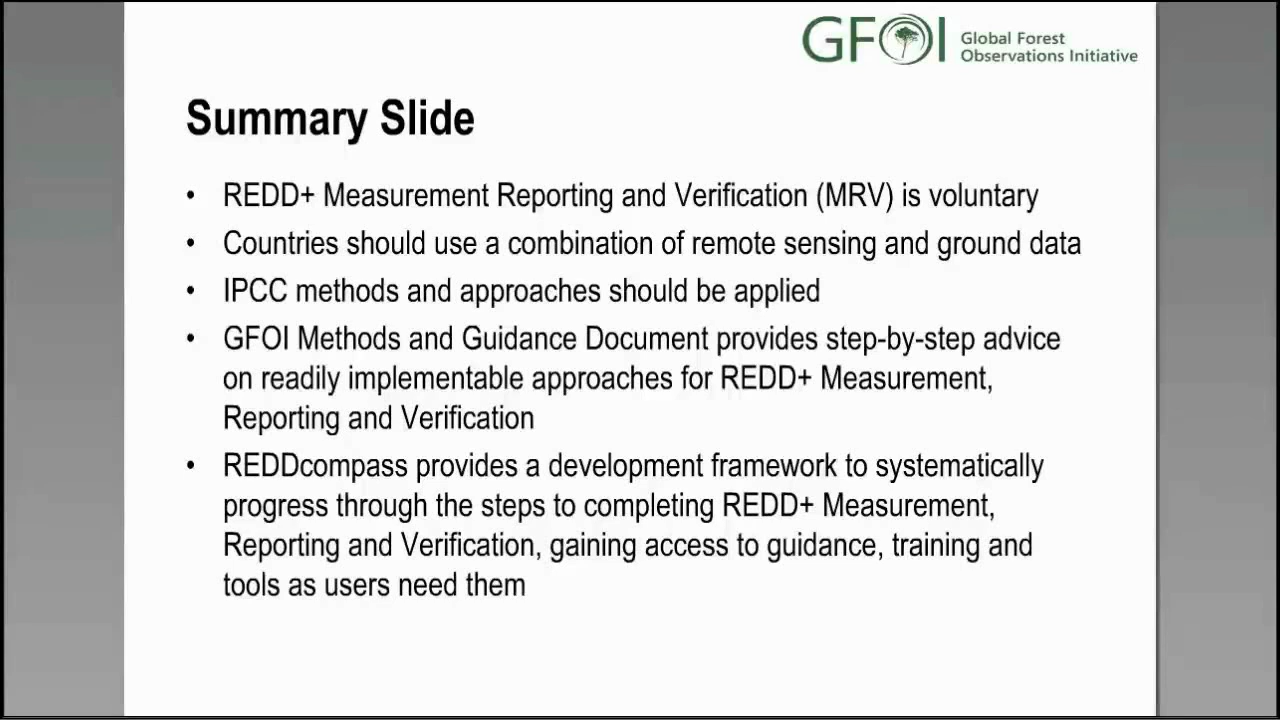 GFOI Global Forest
Observations Initiative
Summary Slide
• REDD+ Measurement Reporting and Verification (MRV) is voluntary
• Countries should use a combination of remote sensing and ground data
• IPCC methods and approaches should be applied
• GFOI Methods and Guidance Document provides step-by-step advice
on readily implementable approaches for REDD+ Measurement,
Reporting and Verification
• REDDcompass provides a development framework to systematically
progress through the steps to completing REDD+ Measurement,
Reporting and Verification, gaining access to guidance, training and
tools as users need them